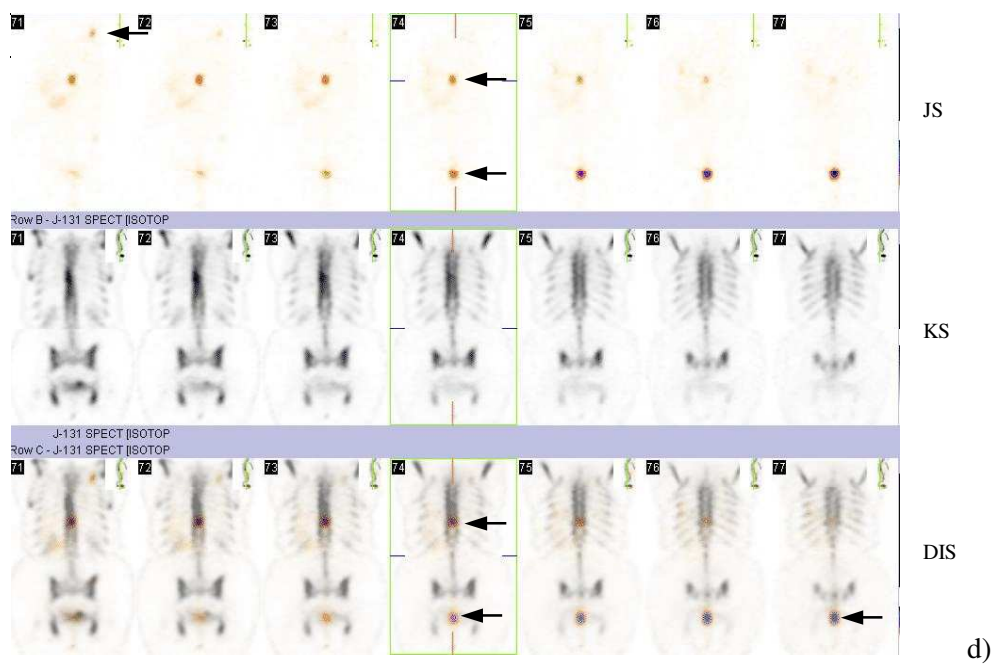 71 72 73 74 75 76 77
JS
Row B - J-131 SPECT [ISOTOP
71 72 73 74 75 76 77
KS
J-131 SPECT [ISOTOP
Row C - J-131 SPECT [ISOTOP
71 72 73 74 75 76 77
DIS
d)